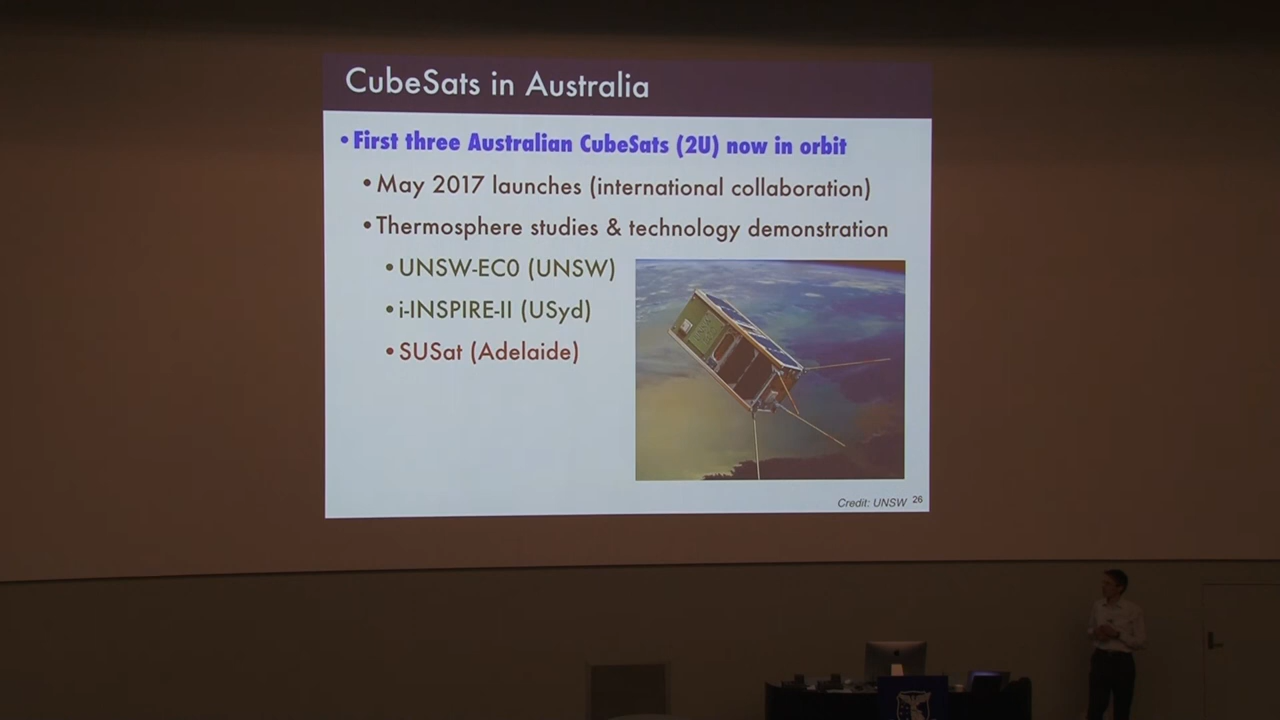 CubeSats in Australia
•First three Australian CubeSats (2U) now in orbit
•May 2017 launches (international collaboration)
•Thermosphere studies & technology demonstration
•UNSW-EC0 (UNSW)
•i-INSPIRE-II (USyd)
•SUSat (Adelaide)
Credit: UNSW 26